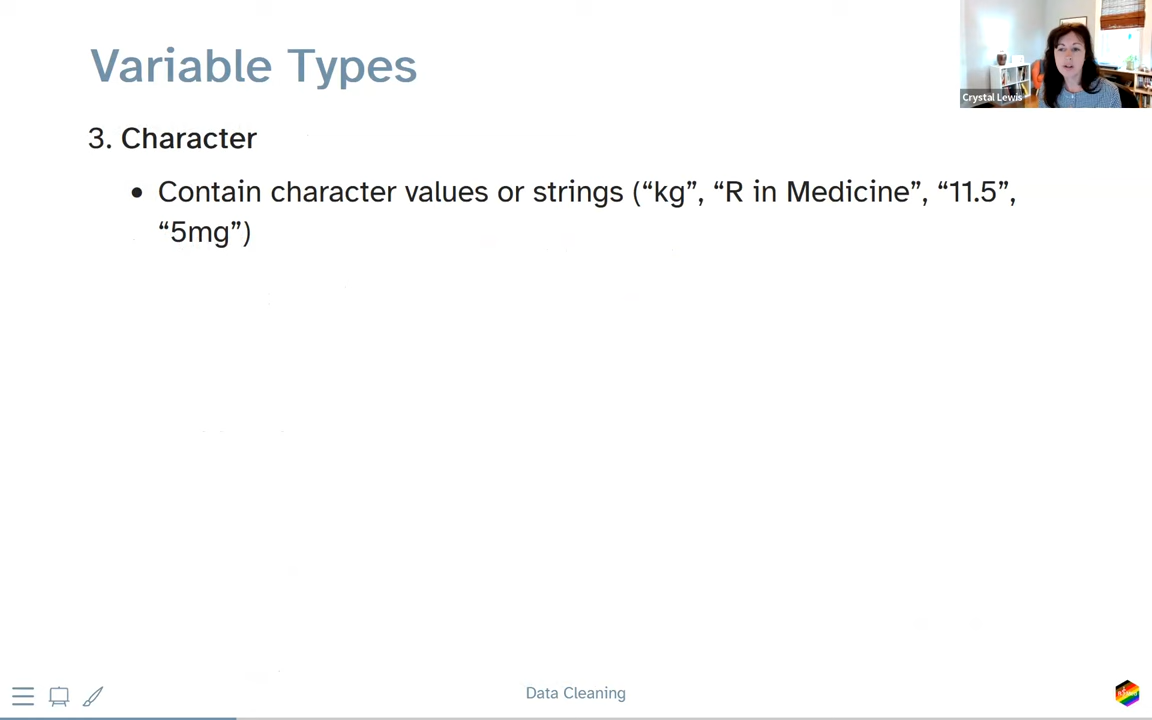 Variable Types
Crystal Lewis
3. Character
• Contain character values or strings (“kg”, “R in Medicine”, “11.5”,
“5mg”)
Data Cleaning